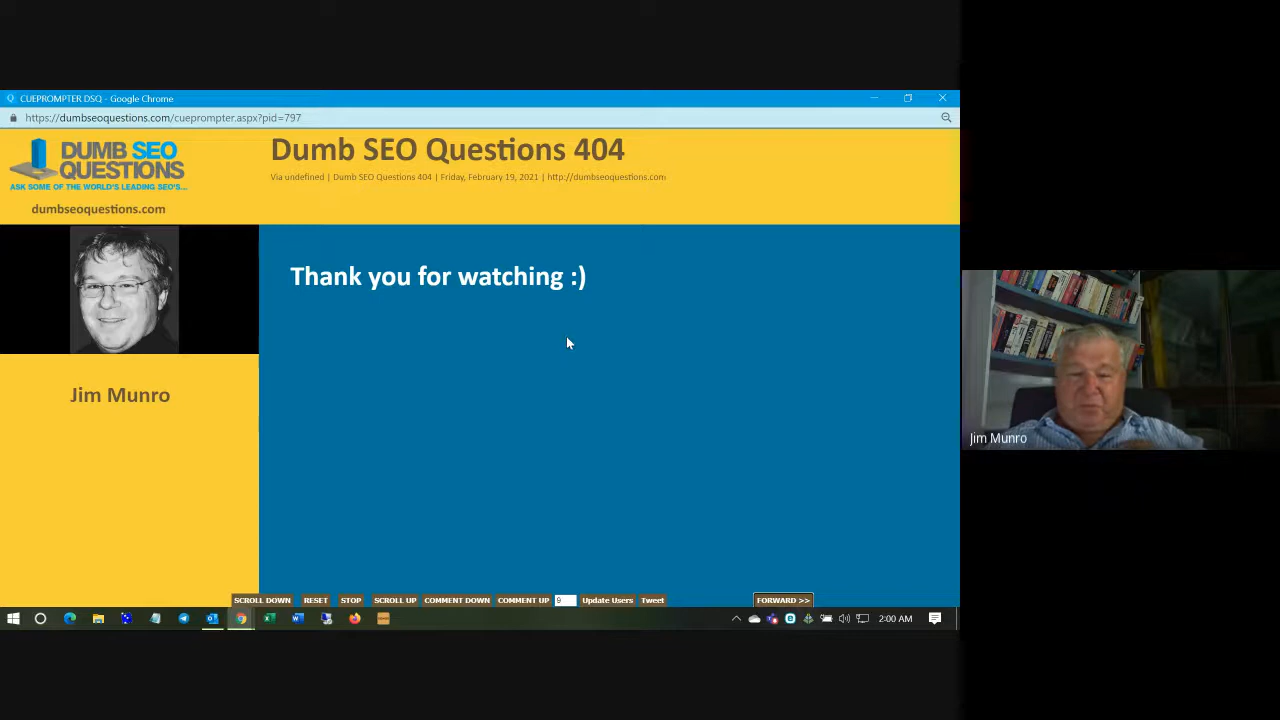 CUEPROMPTER DSQ - Google Chrome
https://dumbseoquestions.com/cueprompter.aspx?pid=797
DUMB SEO
QUESTIONS
ASK SOME OF THE WORLD'S LEADING SEO'S...
dumbseoquestions.com
Dumb SEO Questions 404
Via undefined | Dumb SEO Questions 404 | Friday, February 19, 2021 | http://dumbseoquestions.com
Jim Munro
Thank you for watching :)
Jim Munro
SCROLL DOWN RESET STOP SCROLL UP COMMENT DOWN COMMENT UP 9 Update Users Tweet FORWARD >>
2:00 AM